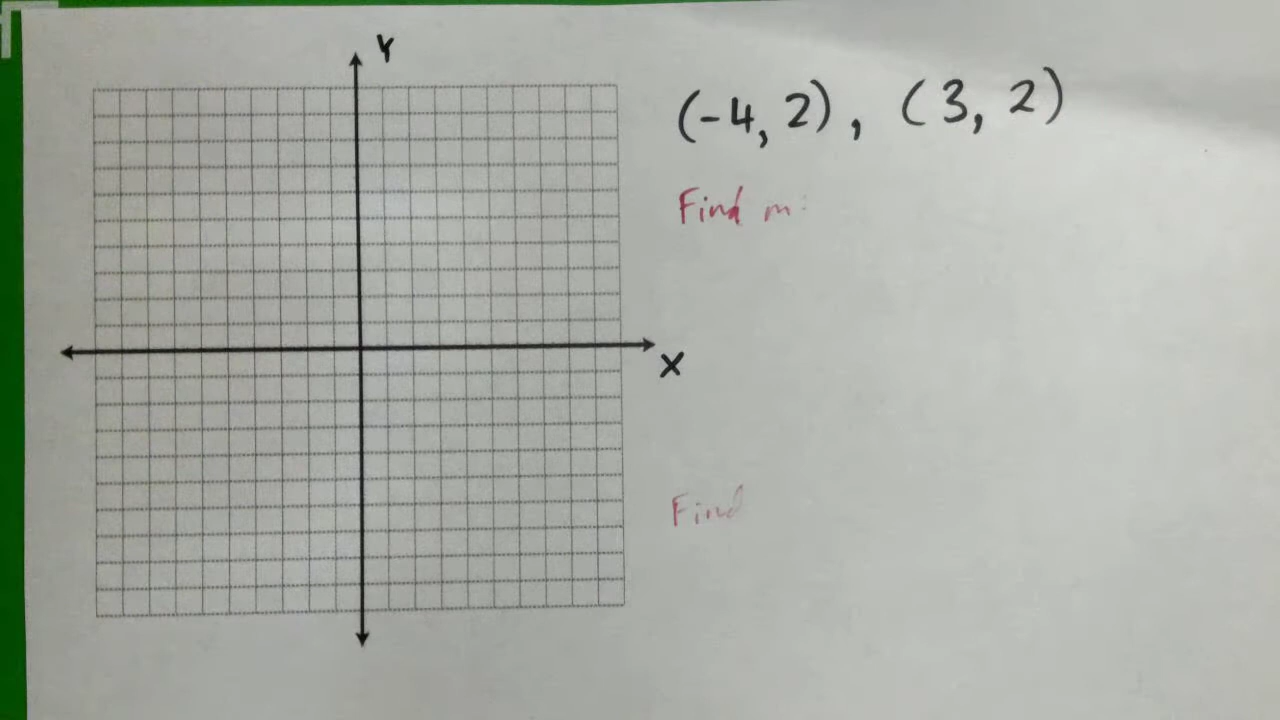 Y
(-4, 2), (3, 2)
Find m:
X
Find